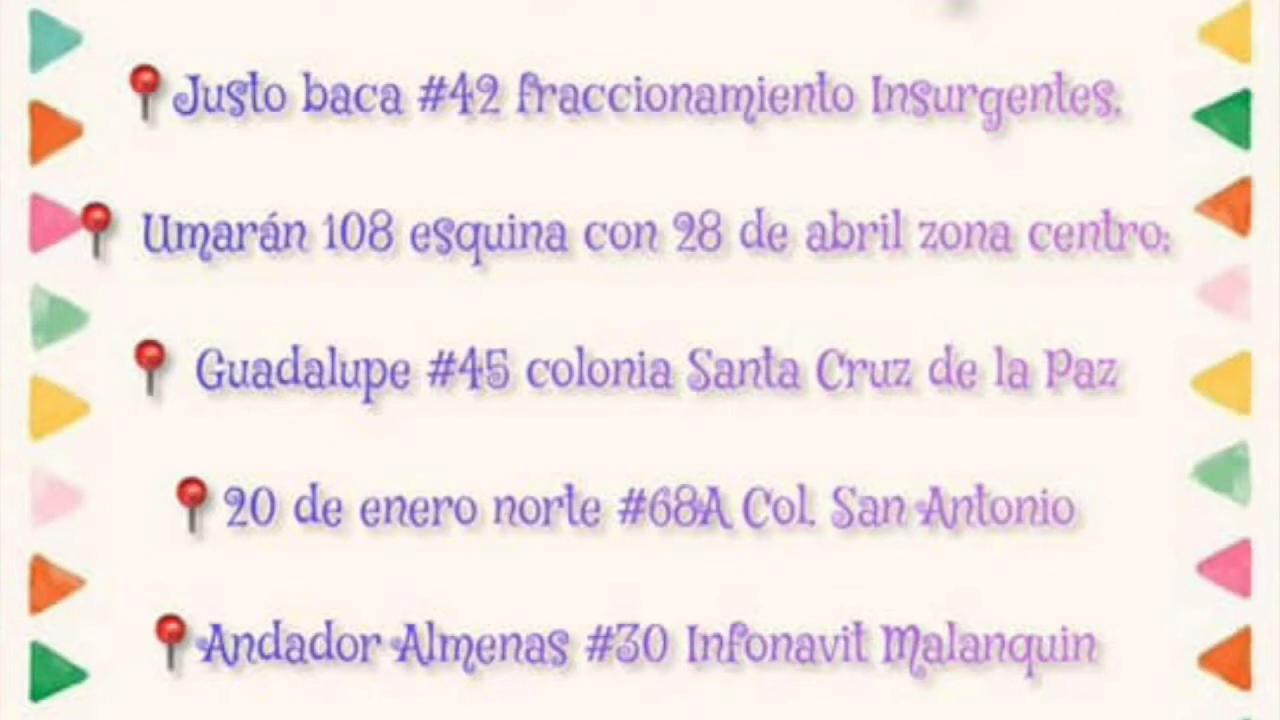 📍Justo baca #42 fraccionamiento Insurgentes.
📍 Umarán 108 esquina con 28 de abril zona centro;
📍 Guadalupe #45 colonia Santa Cruz de la Paz
📍20 de enero norte #68A Col. San Antonio
📍Andador Almenas #30 Infonavit Malanquin